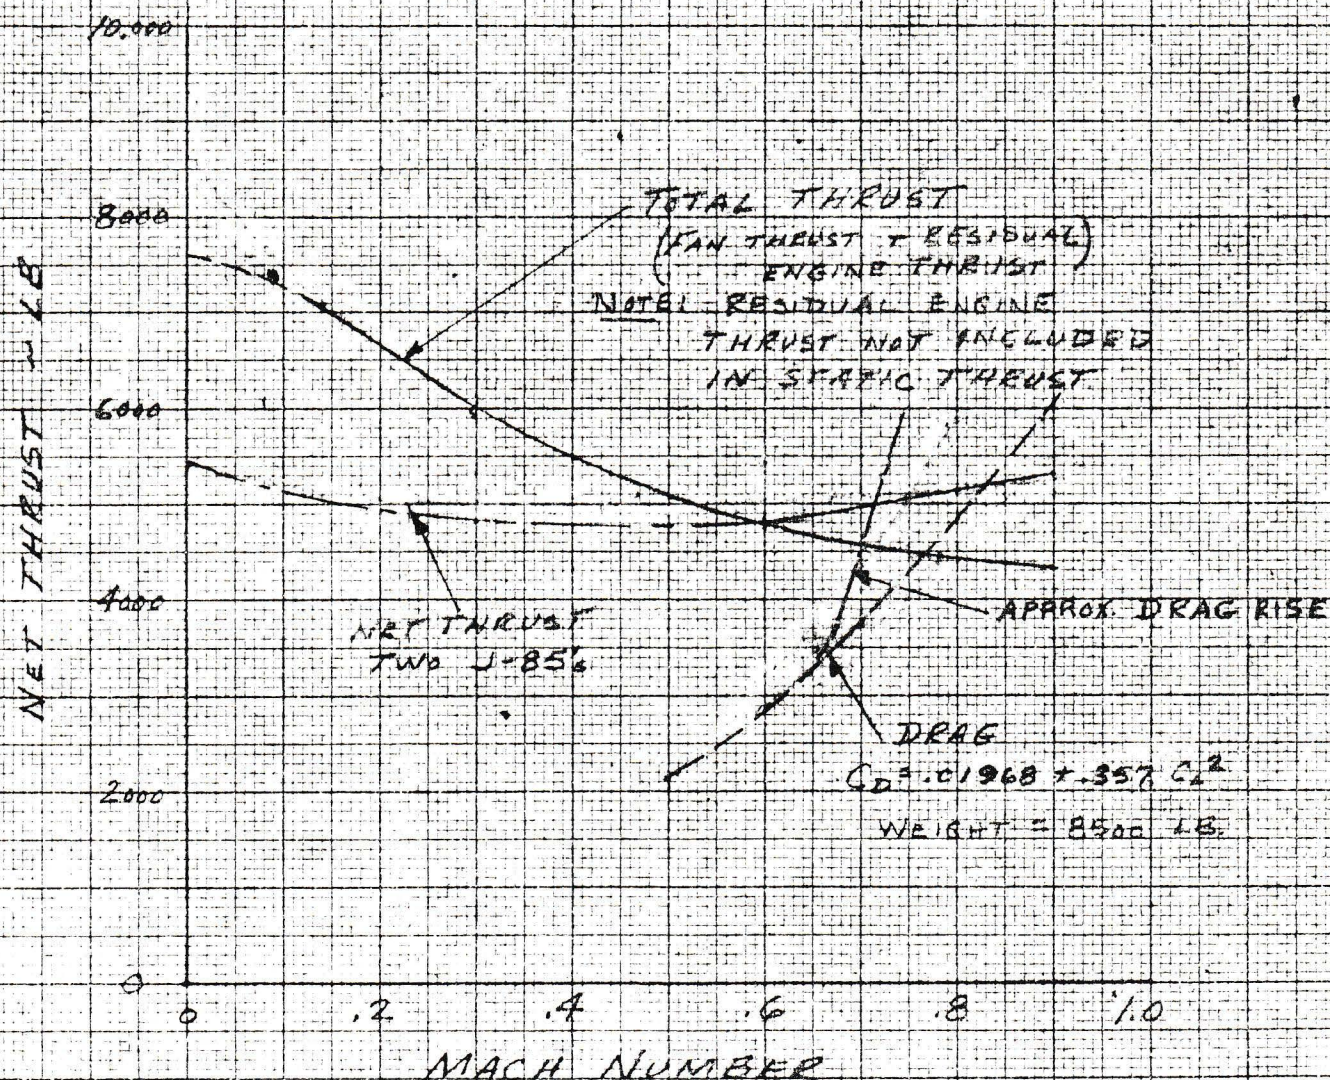 10.000
8000
6000
4000
2000
0
NET THRUST ~ LB
TOTAL THRUST
(FAN THRUST + RESIDUAL
ENGINE THRUST)
NOTE: RESIDUAL ENGINE
THRUST NOT INCLUDED
IN STATIC THRUST
NET THRUST
TWO J-85's
APPROX. DRAG RISE
DRAG
CD = .01968 + .357 CL²
WEIGHT = 8500 LB.
0 .2 .4 .6 .8 1.0
MACH NUMBER